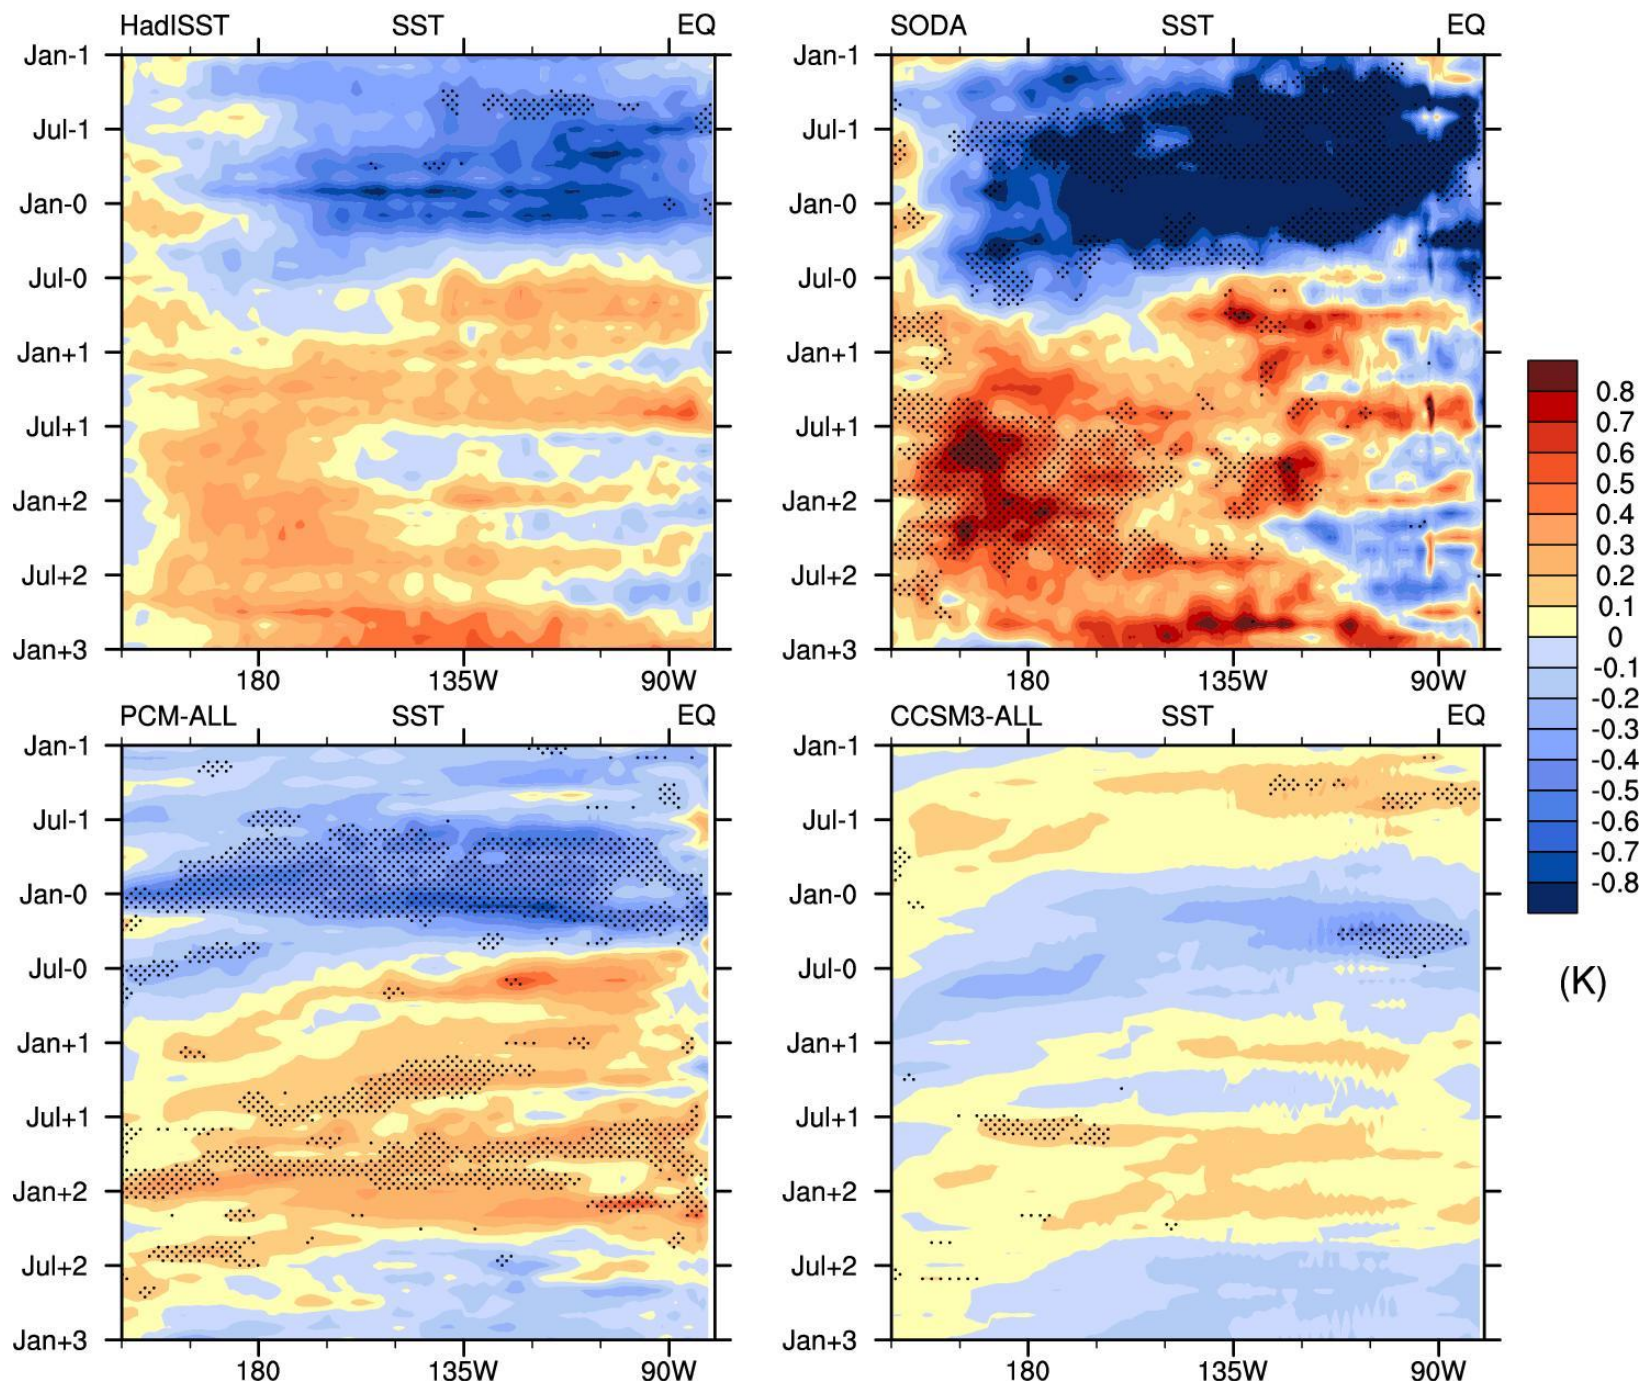 HadISST SST EQ
Jan-1
Jul-1
Jan-0
Jul-0
Jan+1
Jul+1
Jan+2
Jul+2
Jan+3
180 135W 90W
SODA SST EQ
Jan-1
Jul-1
Jan-0
Jul-0
Jan+1
Jul+1
Jan+2
Jul+2
Jan+3
180 135W 90W
PCM-ALL SST EQ
Jan-1
Jul-1
Jan-0
Jul-0
Jan+1
Jul+1
Jan+2
Jul+2
Jan+3
180 135W 90W
CCSM3-ALL SST EQ
Jan-1
Jul-1
Jan-0
Jul-0
Jan+1
Jul+1
Jan+2
Jul+2
Jan+3
180 135W 90W
0.8
0.7
0.6
0.5
0.4
0.3
0.2
0.1
0
-0.1
-0.2
-0.3
-0.4
-0.5
-0.6
-0.7
-0.8
(K)